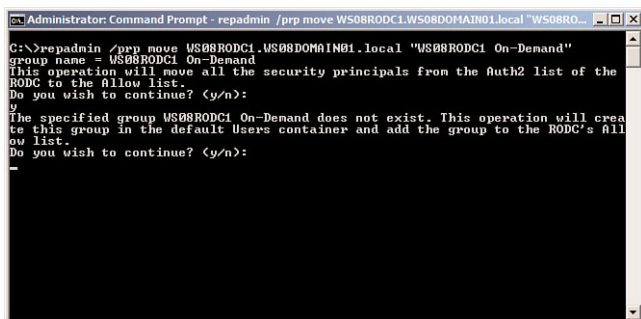 Administrator: Command Prompt - repadmin /prp move WS08RODC1.WS08DOMAIN01.local "WS08RO...
C:\>repadmin /prp move WS08RODC1.WS08DOMAIN01.local "WS08RODC1 On-Demand"
group name = WS08RODC1 On-Demand
This operation will move all the security principals from the Auth2 list of the
RODC to the Allow list.
Do you wish to continue? (y/n):
y
The specified group WS08RODC1 On-Demand does not exist. This operation will crea
te this group in the default Users container and add the group to the RODC's All
ow list.
Do you wish to continue? (y/n):